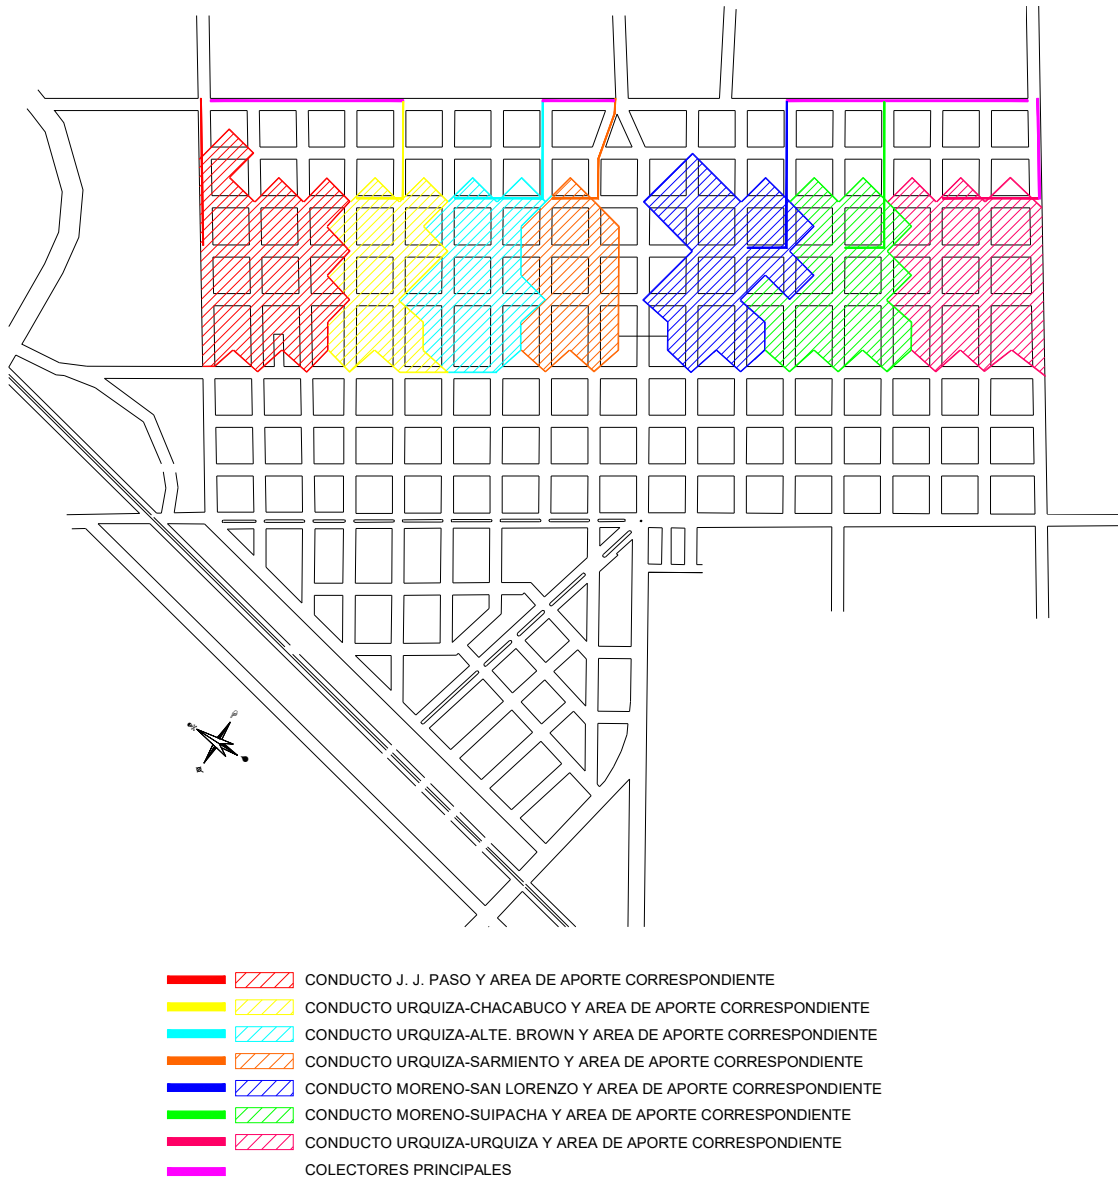 CONDUCTO J. J. PASO Y AREA DE APORTE CORRESPONDIENTE
CONDUCTO URQUIZA-CHACABUCO Y AREA DE APORTE CORRESPONDIENTE
CONDUCTO URQUIZA-ALTE. BROWN Y AREA DE APORTE CORRESPONDIENTE
CONDUCTO URQUIZA-SARMIENTO Y AREA DE APORTE CORRESPONDIENTE
CONDUCTO MORENO-SAN LORENZO Y AREA DE APORTE CORRESPONDIENTE
CONDUCTO MORENO-SUIPACHA Y AREA DE APORTE CORRESPONDIENTE
CONDUCTO URQUIZA-URQUIZA Y AREA DE APORTE CORRESPONDIENTE
COLECTORES PRINCIPALES